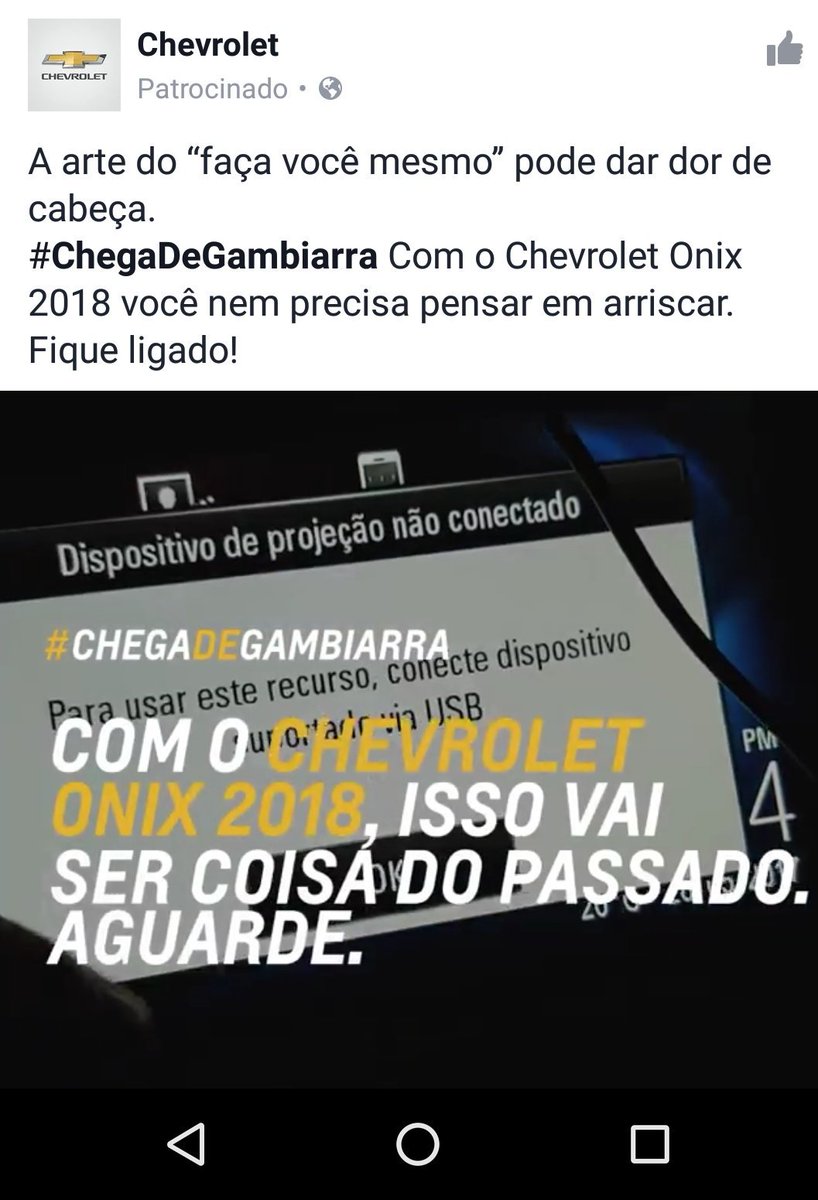 Chevrolet
CHEVROLET
Patrocinado •
A arte do “faça você mesmo” pode dar dor de
cabeça.
#ChegaDeGambiarra Com o Chevrolet Onix
2018 você nem precisa pensar em arriscar.
Fique ligado!
Dispositivo de projeção não conectado
#CHEGADEGAMBIARRA
Para usar este recurso, conecte dispositivo
suportado via USB
COM O CHEVROLET
ONIX 2018, ISSO VAI
SER COISA DO PASSADO.
AGUARDE.
PM
4
OK